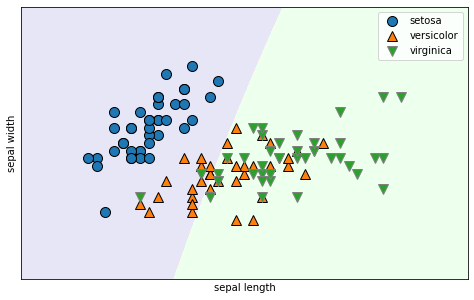 setosa
versicolor
virginica
sepal width
sepal length